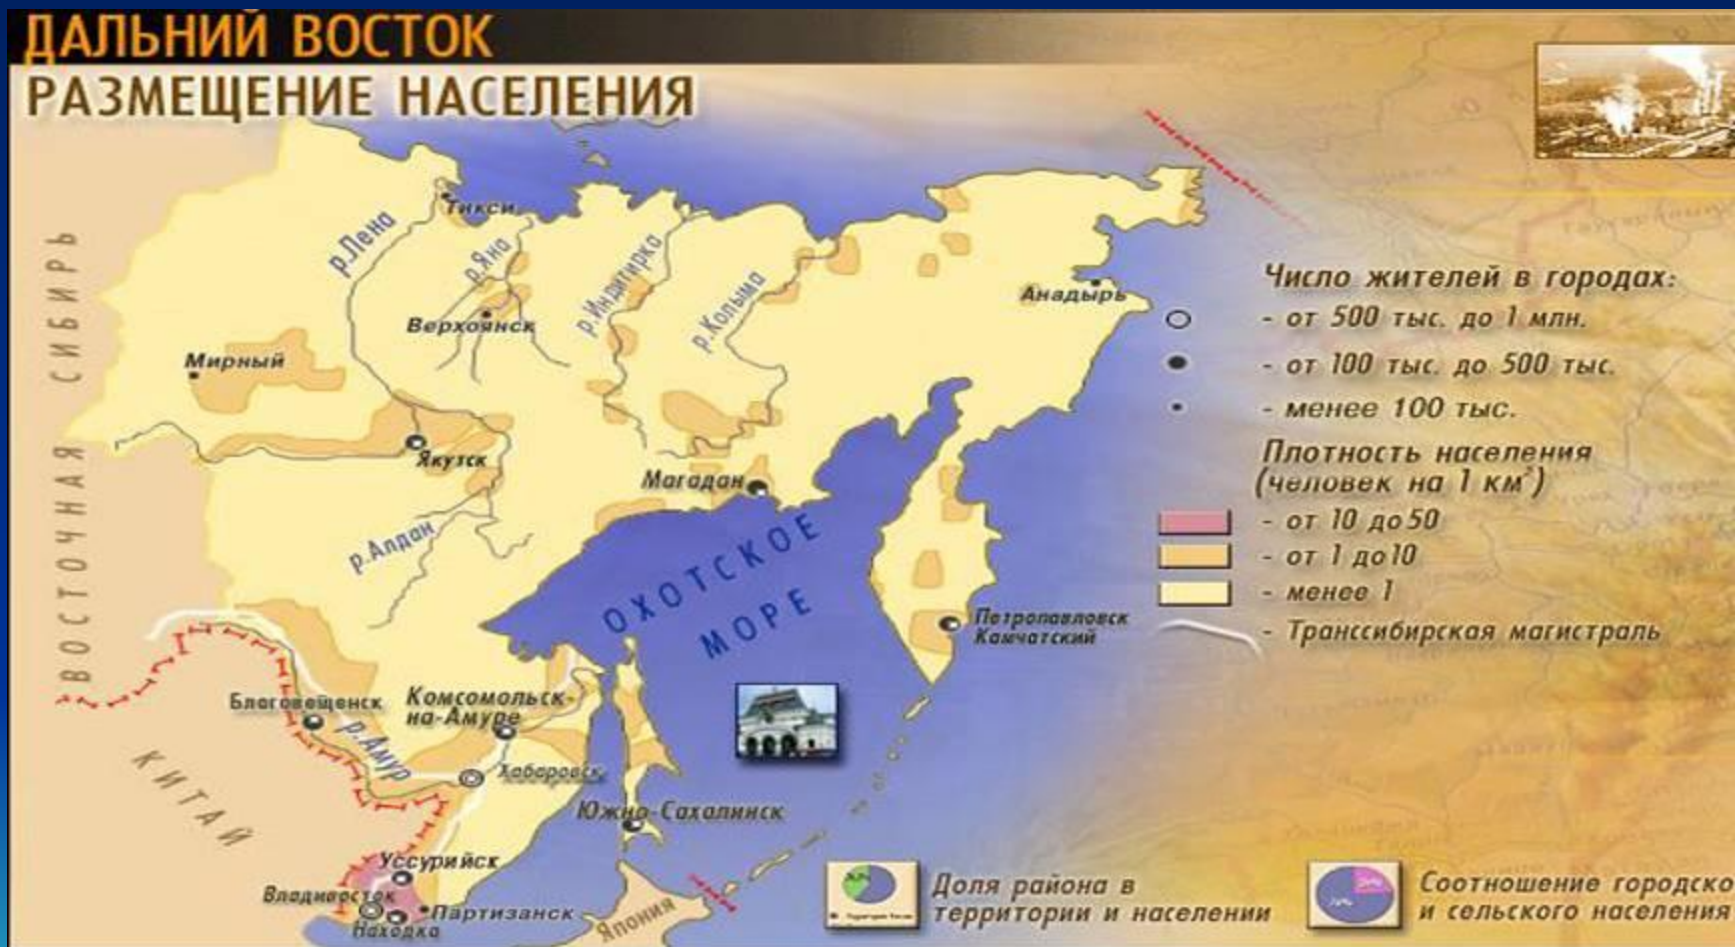 ДАЛЬНИЙ ВОСТОК
РАЗМЕЩЕНИЕ НАСЕЛЕНИЯ
ВОСТОЧНАЯ СИБИРЬ
КИТАЙ
р.Лена
Тикси
р.Яна
р.Индигирка
р.Колыма
Верхоянск
Анадырь
Мирный
Якутск
Магадан
р.Алдан
ОХОТСКОЕ
МОРЕ
Петропавловск
Камчатский
Благовещенск
р.Амур
Комсомольск-
на-Амуре
Хабаровск
Южно-Сахалинск
Уссурийск
Владивосток
Партизанск
Находка
Япония
Число жителей в городах:
- от 500 тыс. до 1 млн.
- от 100 тыс. до 500 тыс.
- менее 100 тыс.
Плотность населения
(человек на 1 км²)
- от 10 до 50
- от 1 до 10
- менее 1
- Транссибирская магистраль
Доля района в
территории и населении
Соотношение городско
и сельского населения